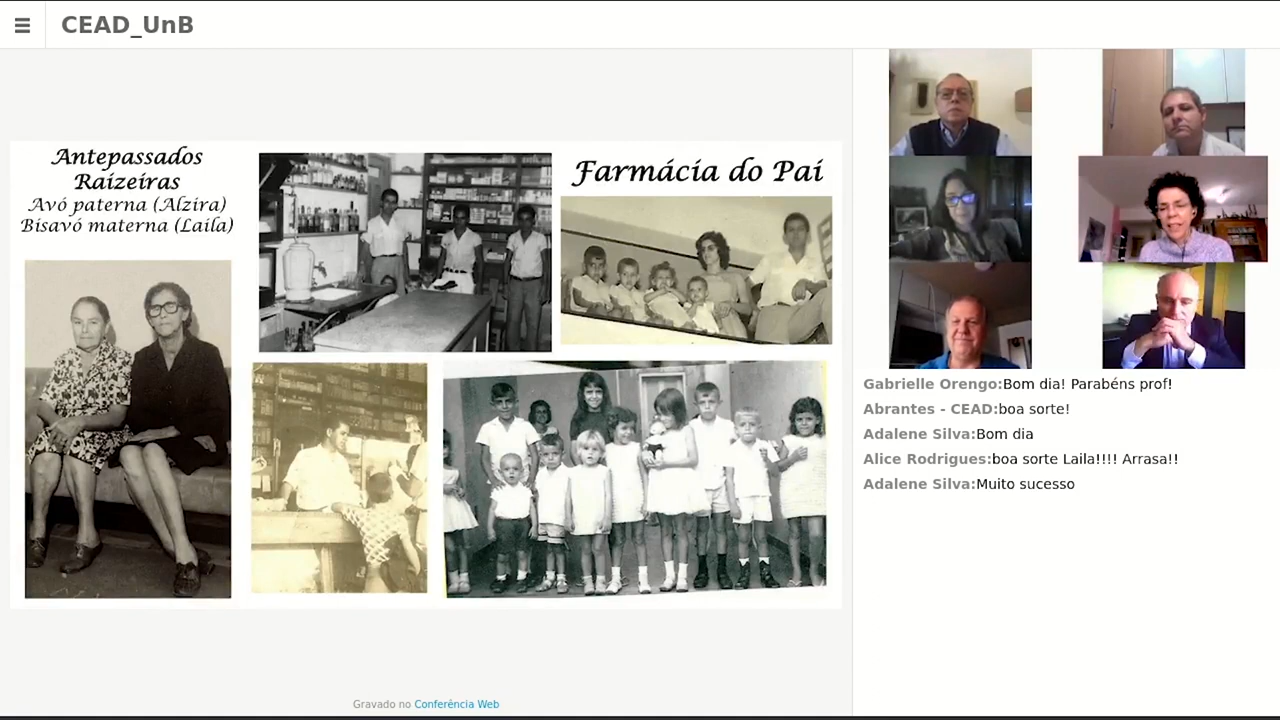 CEAD_UnB
Antepassados
Raizeiras
Avó paterna (Alzira)
Bisavó materna (Laila)
Farmácia do Pai
Gabrielle Orengo:Bom dia! Parabéns prof!
Abrantes - CEAD:boa sorte!
Adalene Silva:Bom dia
Alice Rodrigues:boa sorte Laila!!!! Arrasa!!
Adalene Silva:Muito sucesso
Gravado no Conferência Web